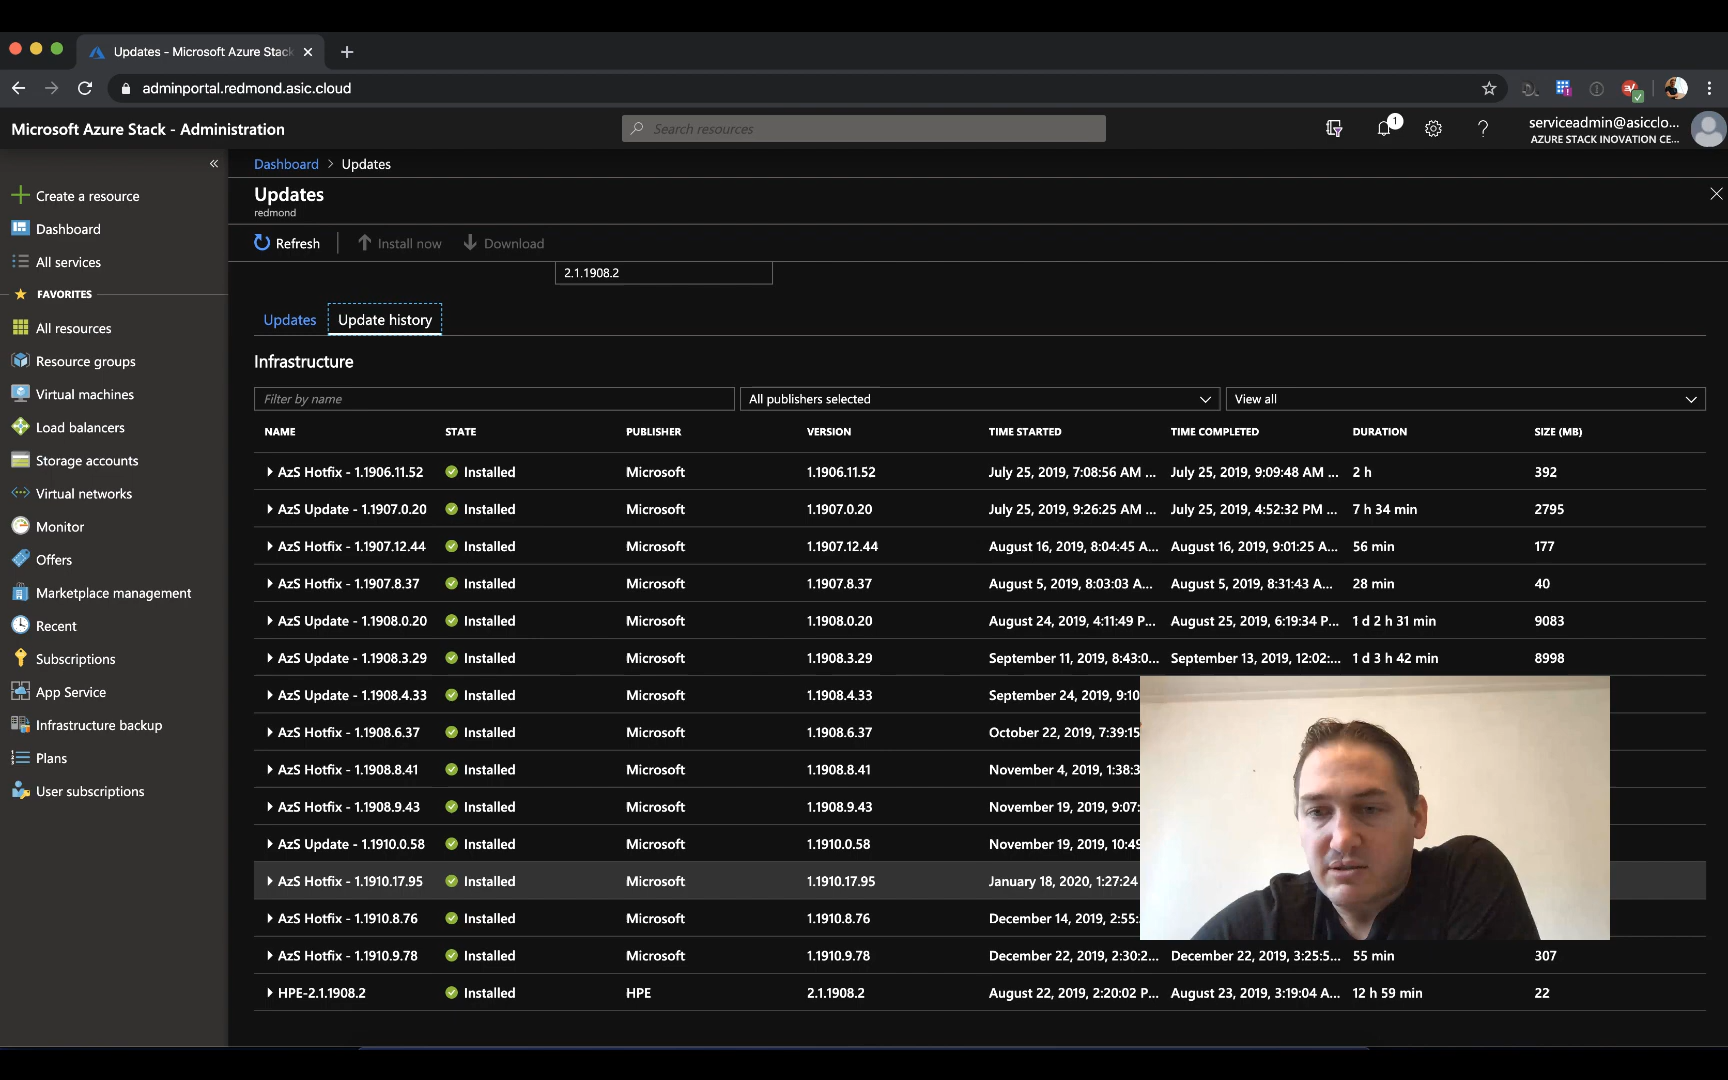 Updates - Microsoft Azure Stack
adminportal.redmond.asic.cloud
Microsoft Azure Stack - Administration
Search resources
1
serviceadmin@asicclo...
AZURE STACK INOVATION CE...
Dashboard > Updates
Updates
redmond
Refresh
Install now
Download
2.1.1908.2
Create a resource
Dashboard
All services
FAVORITES
All resources
Resource groups
Virtual machines
Load balancers
Storage accounts
Virtual networks
Monitor
Offers
Marketplace management
Recent
Subscriptions
App Service
Infrastructure backup
Plans
User subscriptions
Updates
Update history
Infrastructure
Filter by name
All publishers selected
View all
NAME STATE PUBLISHER VERSION TIME STARTED TIME COMPLETED DURATION SIZE (MB)
AzS Hotfix - 1.1906.11.52 Installed Microsoft 1.1906.11.52 July 25, 2019, 7:08:56 AM ... July 25, 2019, 9:09:48 AM ... 2 h 392
AzS Update - 1.1907.0.20 Installed Microsoft 1.1907.0.20 July 25, 2019, 9:26:25 AM ... July 25, 2019, 4:52:32 PM ... 7 h 34 min 2795
AzS Hotfix - 1.1907.12.44 Installed Microsoft 1.1907.12.44 August 16, 2019, 8:04:45 A... August 16, 2019, 9:01:25 A... 56 min 177
AzS Hotfix - 1.1907.8.37 Installed Microsoft 1.1907.8.37 August 5, 2019, 8:03:03 A... August 5, 2019, 8:31:43 A... 28 min 40
AzS Update - 1.1908.0.20 Installed Microsoft 1.1908.0.20 August 24, 2019, 4:11:49 P... August 25, 2019, 6:19:34 P... 1 d 2 h 31 min 9083
AzS Update - 1.1908.3.29 Installed Microsoft 1.1908.3.29 September 11, 2019, 8:43:0... September 13, 2019, 12:02:... 1 d 3 h 42 min 8998
AzS Update - 1.1908.4.33 Installed Microsoft 1.1908.4.33 September 24, 2019, 9:10
AzS Hotfix - 1.1908.6.37 Installed Microsoft 1.1908.6.37 October 22, 2019, 7:39:15
AzS Hotfix - 1.1908.8.41 Installed Microsoft 1.1908.8.41 November 4, 2019, 1:38:3
AzS Hotfix - 1.1908.9.43 Installed Microsoft 1.1908.9.43 November 19, 2019, 9:07:
AzS Update - 1.1910.0.58 Installed Microsoft 1.1910.0.58 November 19, 2019, 10:49
AzS Hotfix - 1.1910.17.95 Installed Microsoft 1.1910.17.95 January 18, 2020, 1:27:24
AzS Hotfix - 1.1910.8.76 Installed Microsoft 1.1910.8.76 December 14, 2019, 2:55:
AzS Hotfix - 1.1910.9.78 Installed Microsoft 1.1910.9.78 December 22, 2019, 2:30:2... December 22, 2019, 3:25:5... 55 min 307
HPE-2.1.1908.2 Installed HPE 2.1.1908.2 August 22, 2019, 2:20:02 P... August 23, 2019, 3:19:04 A... 12 h 59 min 22